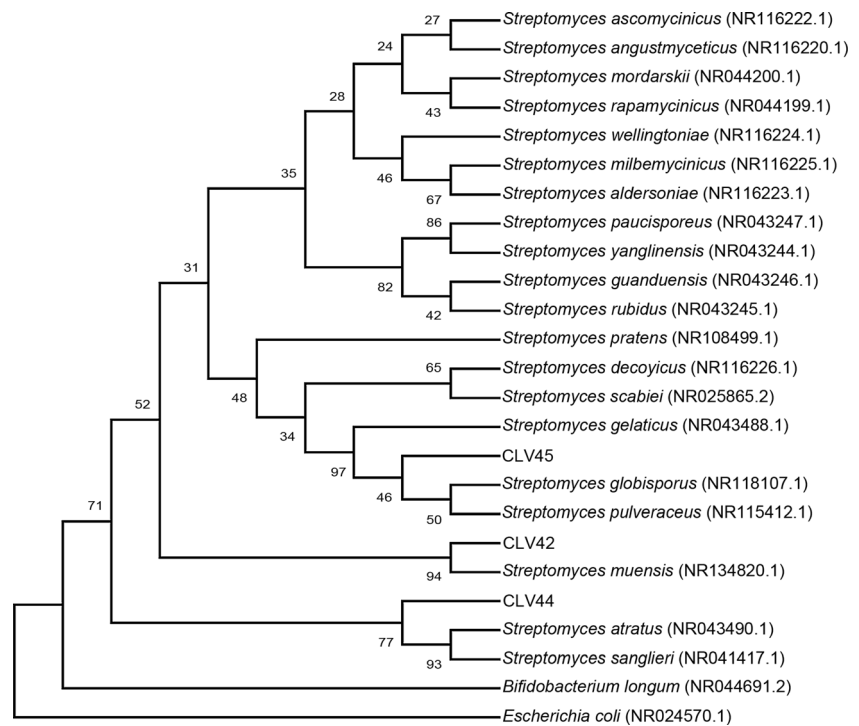 27
Streptomyces ascomycinicus (NR116222.1)
24
Streptomyces angustmyceticus (NR116220.1)
28
Streptomyces mordarskii (NR044200.1)
43
Streptomyces rapamycinicus (NR044199.1)
Streptomyces wellingtoniae (NR116224.1)
35
46
Streptomyces milbemycinicus (NR116225.1)
67
Streptomyces aldersoniae (NR116223.1)
86
Streptomyces paucisporeus (NR043247.1)
Streptomyces yanglinensis (NR043244.1)
31
82
Streptomyces guanduensis (NR043246.1)
42
Streptomyces rubidus (NR043245.1)
Streptomyces pratens (NR108499.1)
65
Streptomyces decoyicus (NR116226.1)
48
Streptomyces scabiei (NR025865.2)
52
34
Streptomyces gelaticus (NR043488.1)
97
CLV45
46
Streptomyces globisporus (NR118107.1)
50
Streptomyces pulveraceus (NR115412.1)
71
CLV42
94
Streptomyces muensis (NR134820.1)
CLV44
77
Streptomyces atratus (NR043490.1)
93
Streptomyces sanglieri (NR041417.1)
Bifidobacterium longum (NR044691.2)
Escherichia coli (NR024570.1)